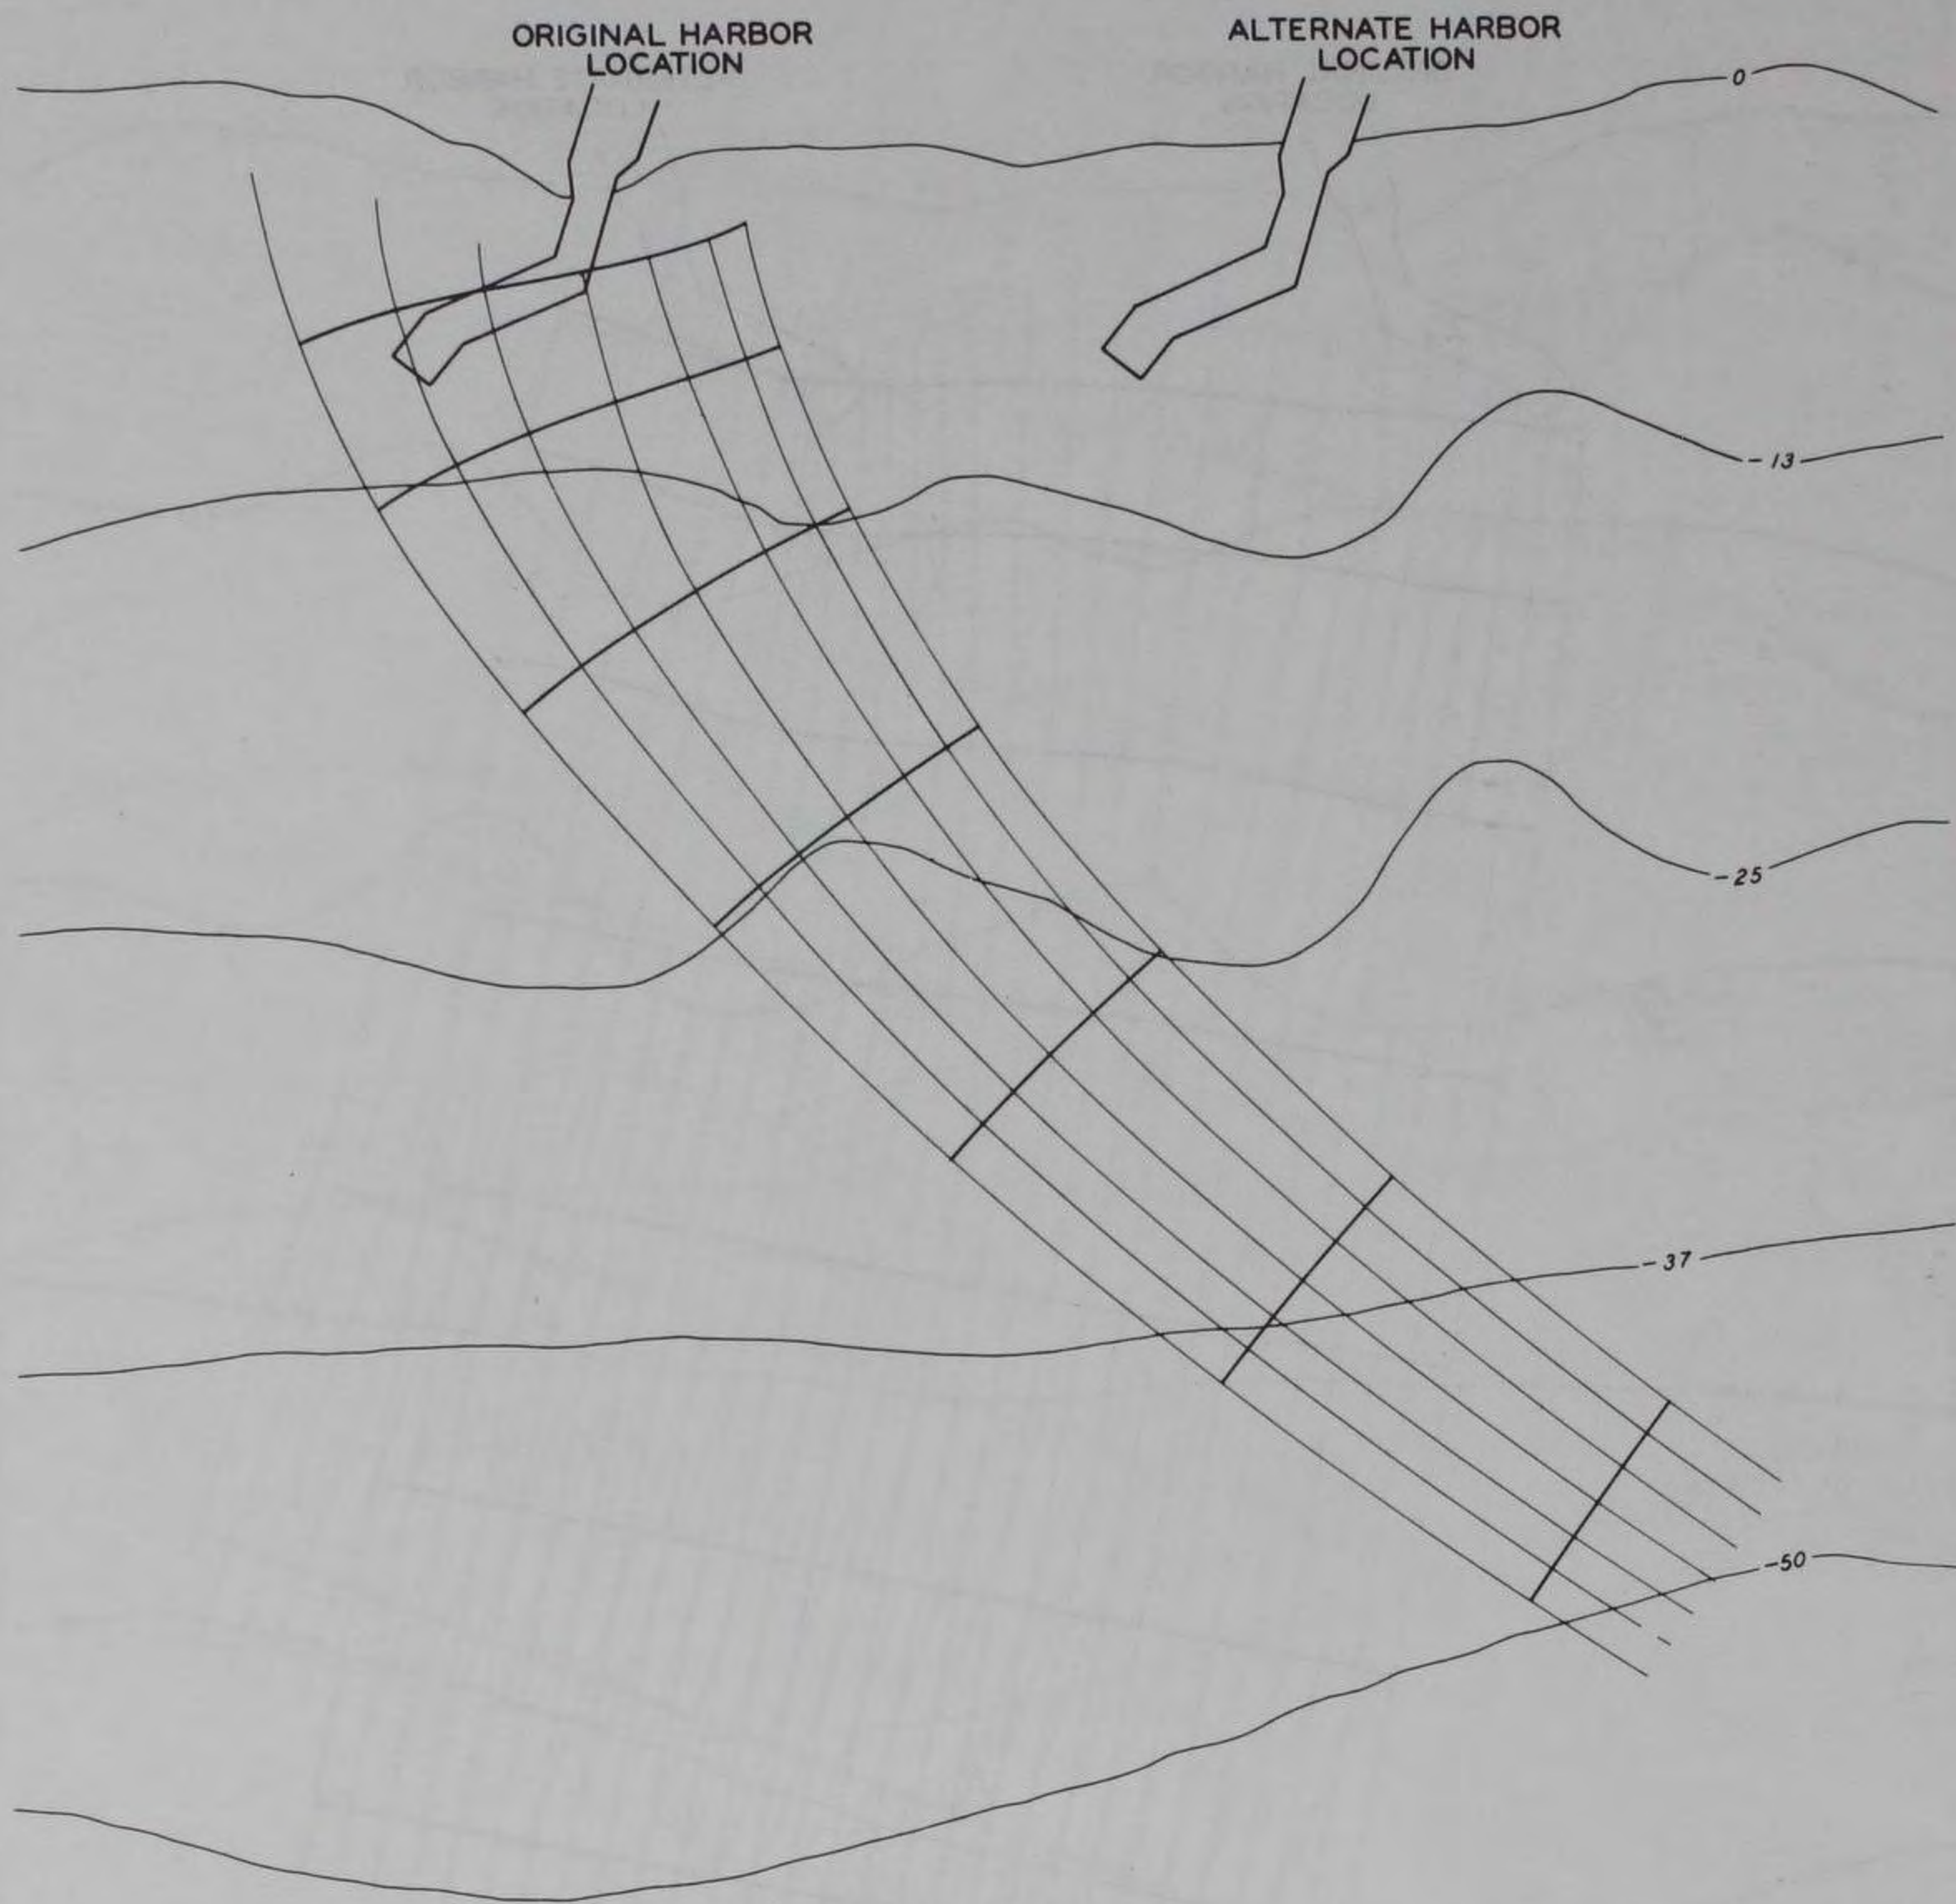 ORIGINAL HARBOR
LOCATION
ALTERNATE HARBOR
LOCATION
0
-13
-25
-37
-50